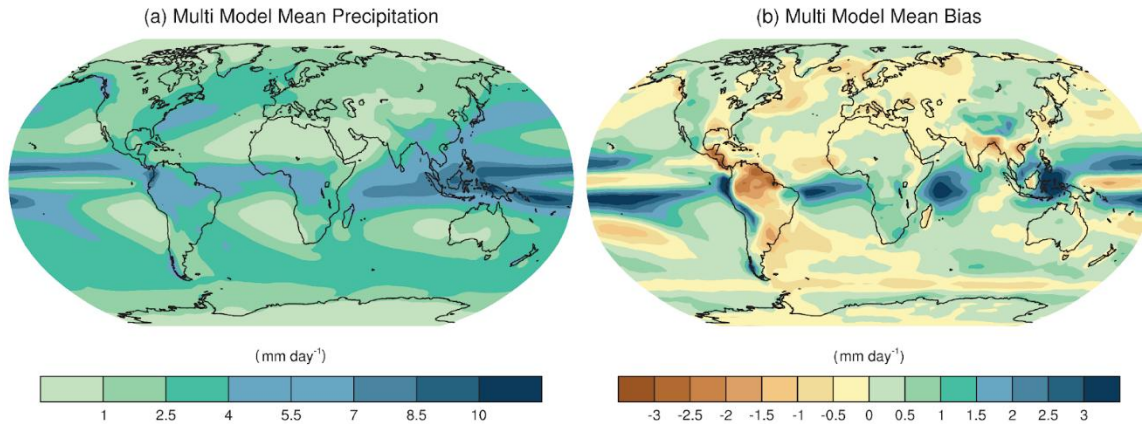 (a) Multi Model Mean Precipitation
(b) Multi Model Mean Bias
(mm day⁻¹)
1 2.5 4 5.5 7 8.5 10
(mm day⁻¹)
-3 -2.5 -2 -1.5 -1 -0.5 0 0.5 1 1.5 2 2.5 3